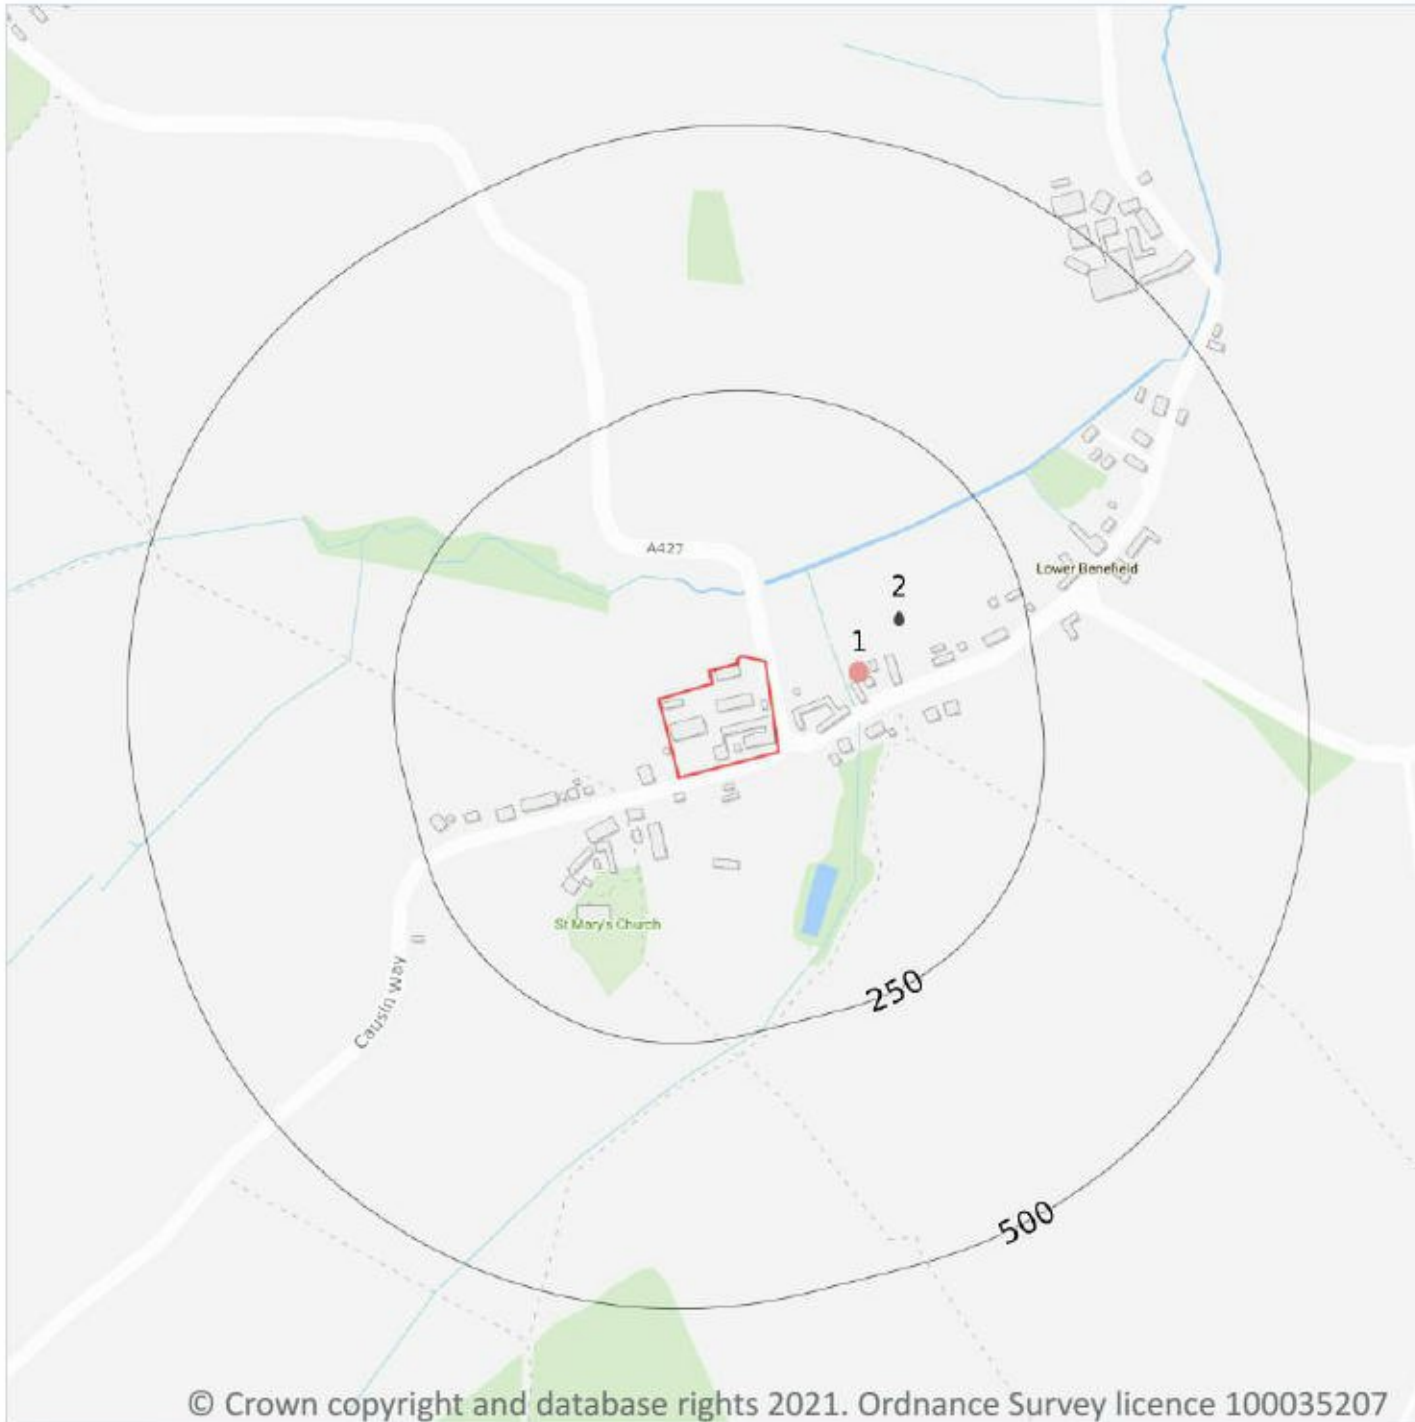 A427
2
Lower Benefield
1
St Mary's Church
250
Causin Way
500
© Crown copyright and database rights 2021. Ordnance Survey licence 100035207